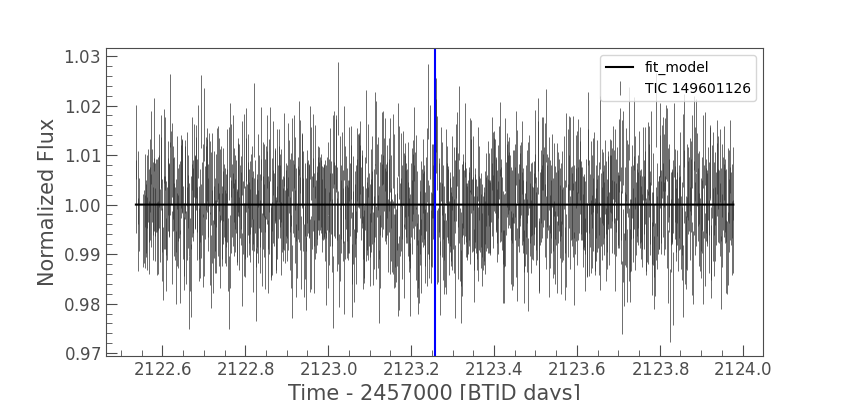 1.03
1.02
1.01
1.00
0.99
0.98
0.97
Normalized Flux
fit_model
TIC 149601126
2122.6 2122.8 2123.0 2123.2 2123.4 2123.6 2123.8 2124.0
Time - 2457000 [BTJD days]